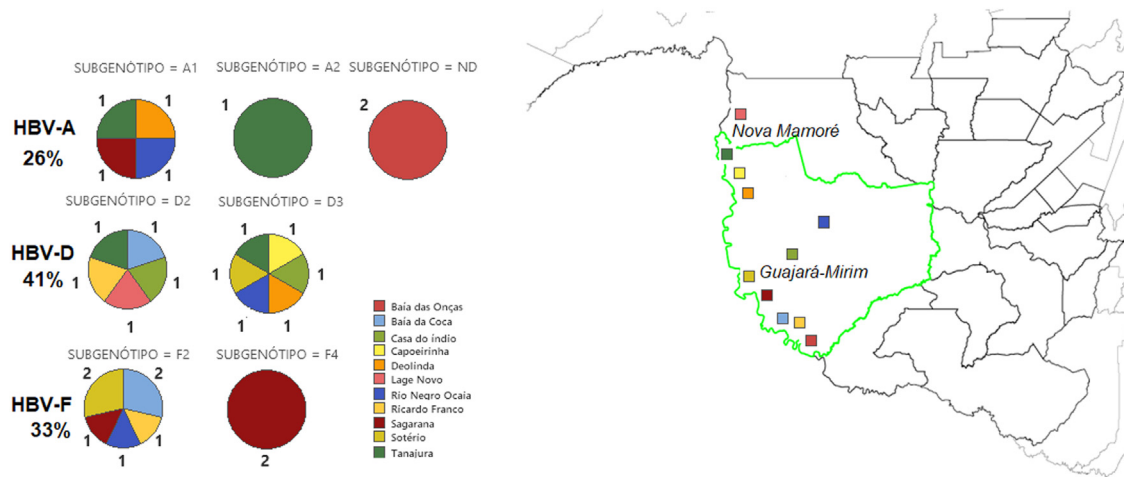 SUBGENÓTIPO = A1
SUBGENÓTIPO = A2
SUBGENÓTIPO = ND
HBV-A
26%
1
1
1
1
1
2
SUBGENÓTIPO = D2
SUBGENÓTIPO = D3
HBV-D
41%
1
1
1
1
1
1
1
1
1
1
1
SUBGENÓTIPO = F2
SUBGENÓTIPO = F4
HBV-F
33%
2
2
1
1
1
2
Baía das Onças
Baía da Coca
Casa do índio
Capoeirinha
Deolinda
Lage Novo
Rio Negro Ocaia
Ricardo Franco
Sagarana
Sotério
Tanajura
Nova Mamoré
Guajará-Mirim